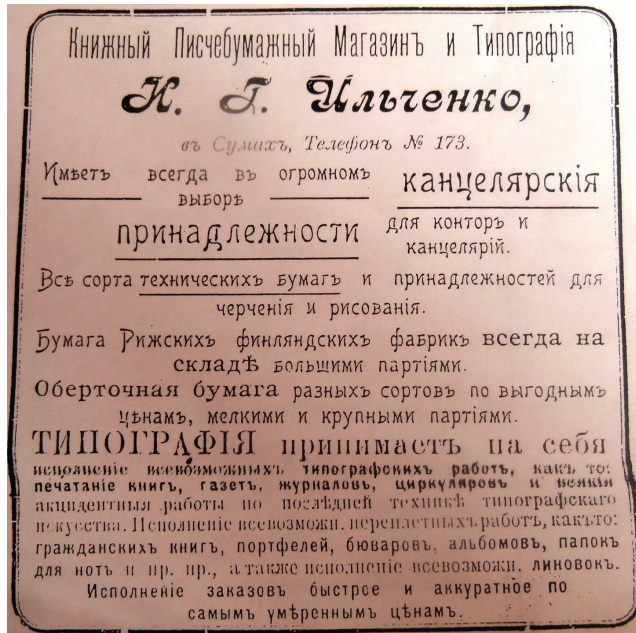 Книжный Писчебумажный Магазинъ и Типографія
И. Г. Ильченко,
въ Сумахъ, Телефонъ № 173.
Имѣетъ всегда въ огромном выборѣ канцелярскія
принадлежности для контор и канцелярій.
Всѣ сорта техническихъ бумагъ и принадлежностей для
черченія и рисованія.
Бумага Рижскихъ финляндских фабрикъ всегда на
складѣ большими партіями.
Оберточная бумага разныхъ сортовъ по выгоднымъ
цѣнамъ, мелкими и крупными партіями.
ТИПОГРАФІЯ принимаетъ на себя
исполненіе всевозможныхъ типографскихъ работъ, какъ то:
печатаніе книгъ, газетъ, журналовъ, циркуляровъ и всякія
акцидентныя работы по послѣдней техникѣ типографскаго
искусства. Исполненіе всевозможн. переплетныхъ работъ, какъ то:
гражданскихъ книгъ, портфелей, бюваровъ, альбомовъ, папокъ
для нотъ и пр. пр., а также исполненіе всевозможн. линовокъ.
Исполненіе заказовъ быстрое и аккуратное по
самымъ умѣреннымъ цѣнамъ.